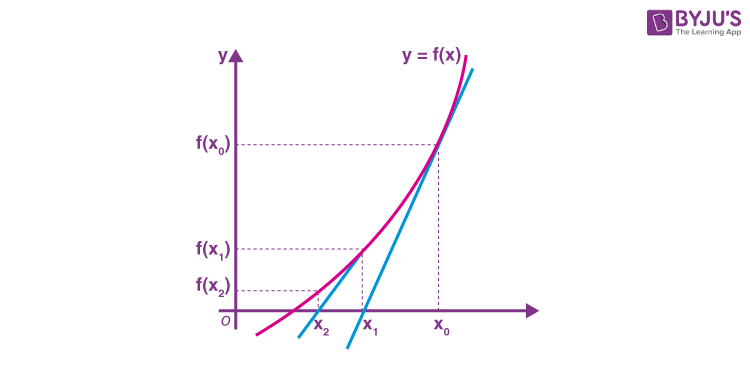 BYJU'S
The Learning App
y
y = f(x)
f(x₀)
f(x₁)
f(x₂)
O
x₂
x₁
x₀